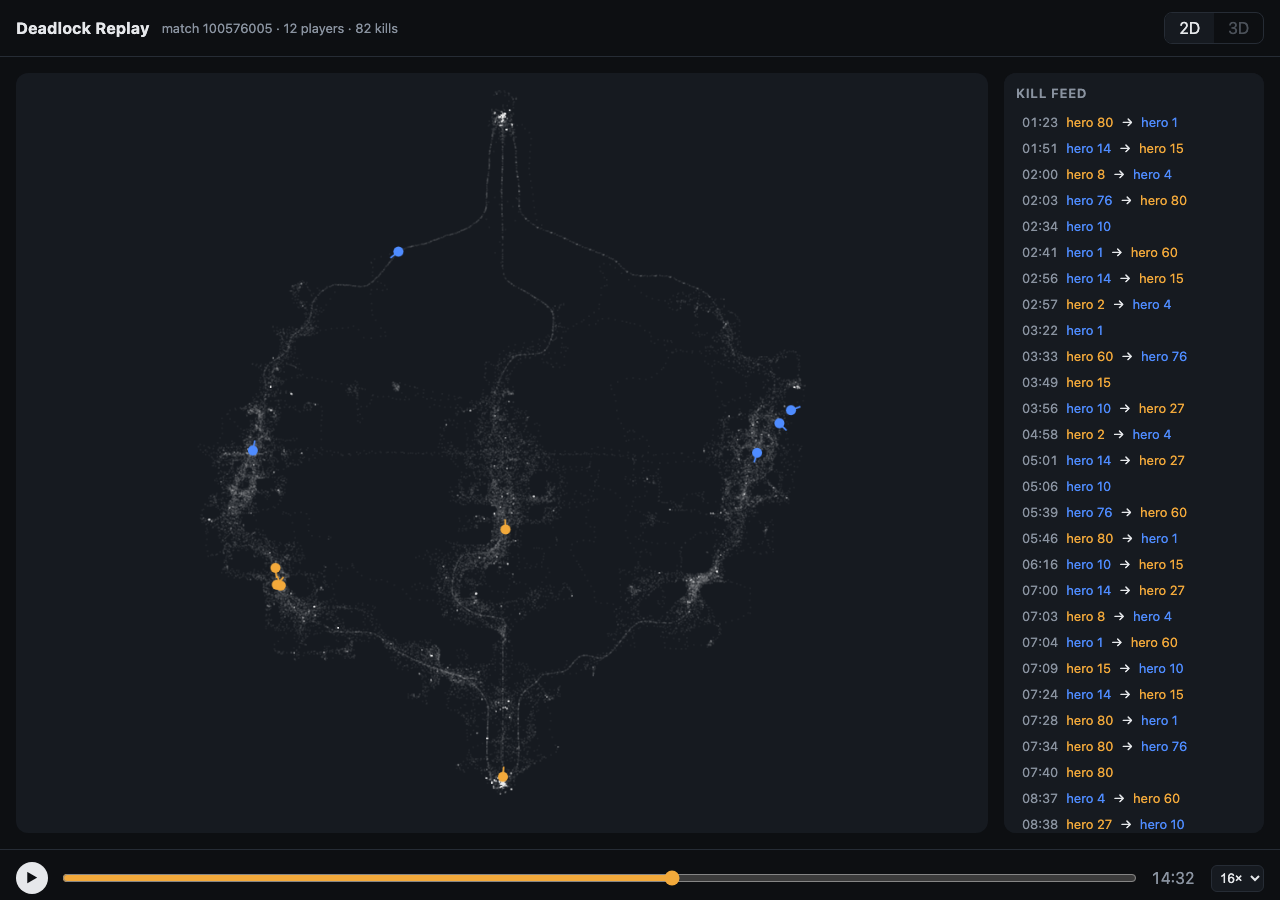 Deadlock Replay match 100576005 · 12 players · 82 kills 2D 3D
KILL FEED
01:23 hero 80 → hero 1
01:51 hero 14 → hero 15
02:00 hero 8 → hero 4
02:03 hero 76 → hero 80
02:34 hero 10
02:41 hero 1 → hero 60
02:56 hero 14 → hero 15
02:57 hero 2 → hero 4
03:22 hero 1
03:33 hero 60 → hero 76
03:49 hero 15
03:56 hero 10 → hero 27
04:58 hero 2 → hero 4
05:01 hero 14 → hero 27
05:06 hero 10
05:39 hero 76 → hero 60
05:46 hero 80 → hero 1
06:16 hero 10 → hero 15
07:00 hero 14 → hero 27
07:03 hero 8 → hero 4
07:04 hero 1 → hero 60
07:09 hero 15 → hero 10
07:24 hero 14 → hero 15
07:28 hero 80 → hero 1
07:34 hero 80 → hero 76
07:40 hero 80
08:37 hero 4 → hero 60
08:38 hero 27 → hero 10
14:32 16×